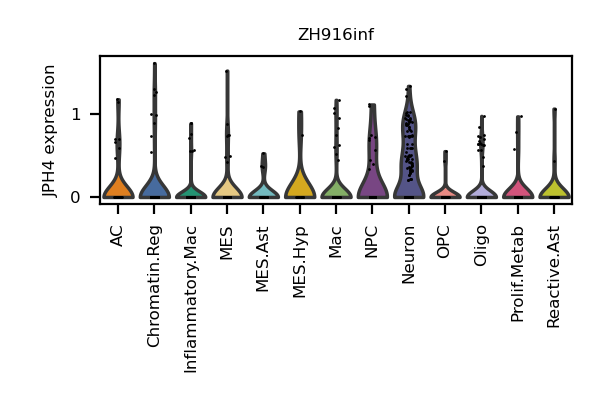 ZH916inf
JPH4 expression
1
0
AC
Chromatin.Reg
Inflammatory.Mac
MES
MES.Ast
MES.Hyp
Mac
NPC
Neuron
OPC
Oligo
Prolif.Metab
Reactive.Ast